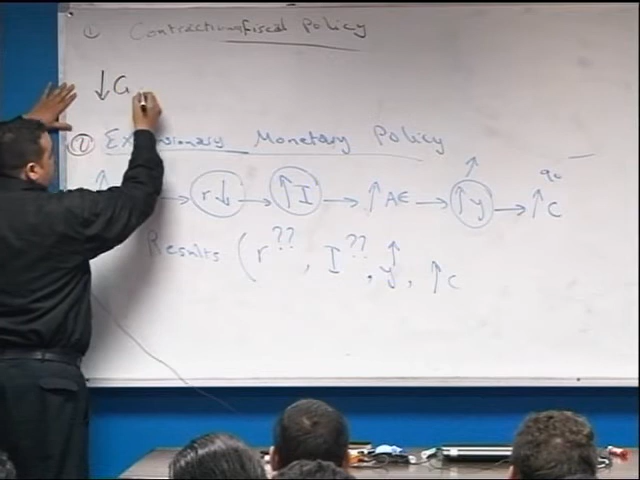 ① Contractionary fiscal Policy
↓ G
② Expansionary Monetary Policy
↑ → r↓ → ↑I → ↑AE → ↑y ↑ → ↑C
Results ( r??, I??, y↑, ↑C